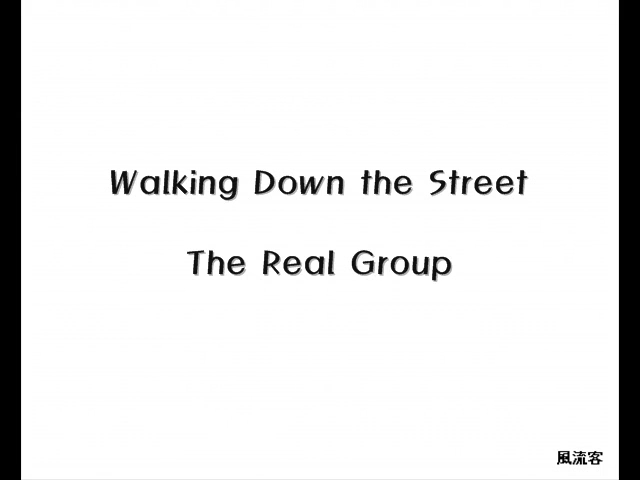 Walking Down the Street
The Real Group
風流客